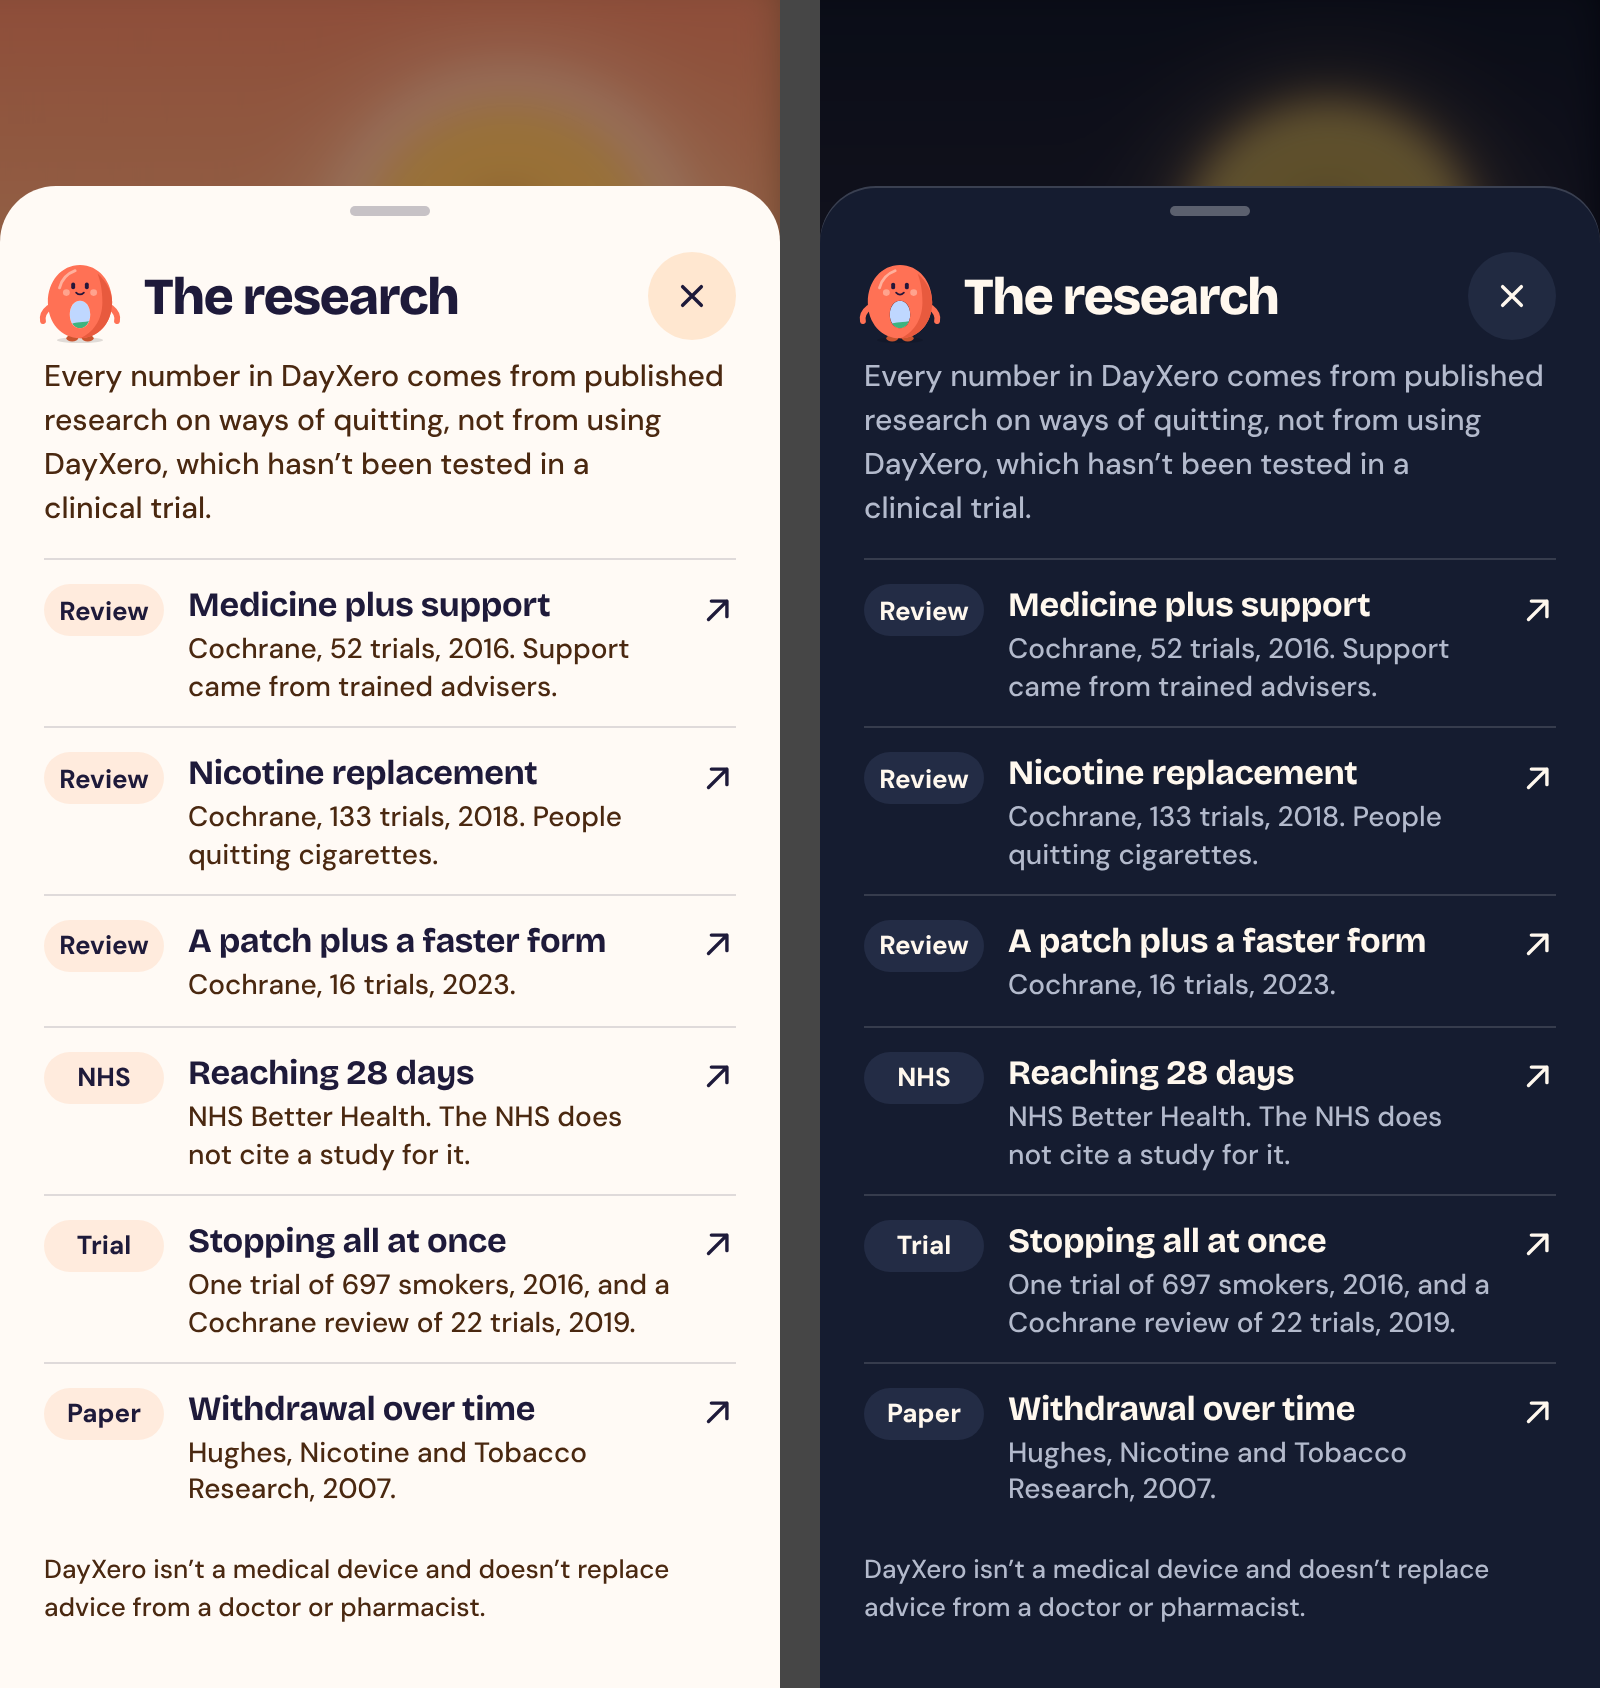 The research
Every number in DayXero comes from published
research on ways of quitting, not from using
DayXero, which hasn’t been tested in a
clinical trial.
Review
Medicine plus support
Cochrane, 52 trials, 2016. Support
came from trained advisers.
Review
Nicotine replacement
Cochrane, 133 trials, 2018. People
quitting cigarettes.
Review
A patch plus a faster form
Cochrane, 16 trials, 2023.
NHS
Reaching 28 days
NHS Better Health. The NHS does
not cite a study for it.
Trial
Stopping all at once
One trial of 697 smokers, 2016, and a
Cochrane review of 22 trials, 2019.
Paper
Withdrawal over time
Hughes, Nicotine and Tobacco
Research, 2007.
DayXero isn’t a medical device and doesn’t replace
advice from a doctor or pharmacist.
The research
Every number in DayXero comes from published
research on ways of quitting, not from using
DayXero, which hasn’t been tested in a
clinical trial.
Review
Medicine plus support
Cochrane, 52 trials, 2016. Support
came from trained advisers.
Review
Nicotine replacement
Cochrane, 133 trials, 2018. People
quitting cigarettes.
Review
A patch plus a faster form
Cochrane, 16 trials, 2023.
NHS
Reaching 28 days
NHS Better Health. The NHS does
not cite a study for it.
Trial
Stopping all at once
One trial of 697 smokers, 2016, and a
Cochrane review of 22 trials, 2019.
Paper
Withdrawal over time
Hughes, Nicotine and Tobacco
Research, 2007.
DayXero isn’t a medical device and doesn’t replace
advice from a doctor or pharmacist.